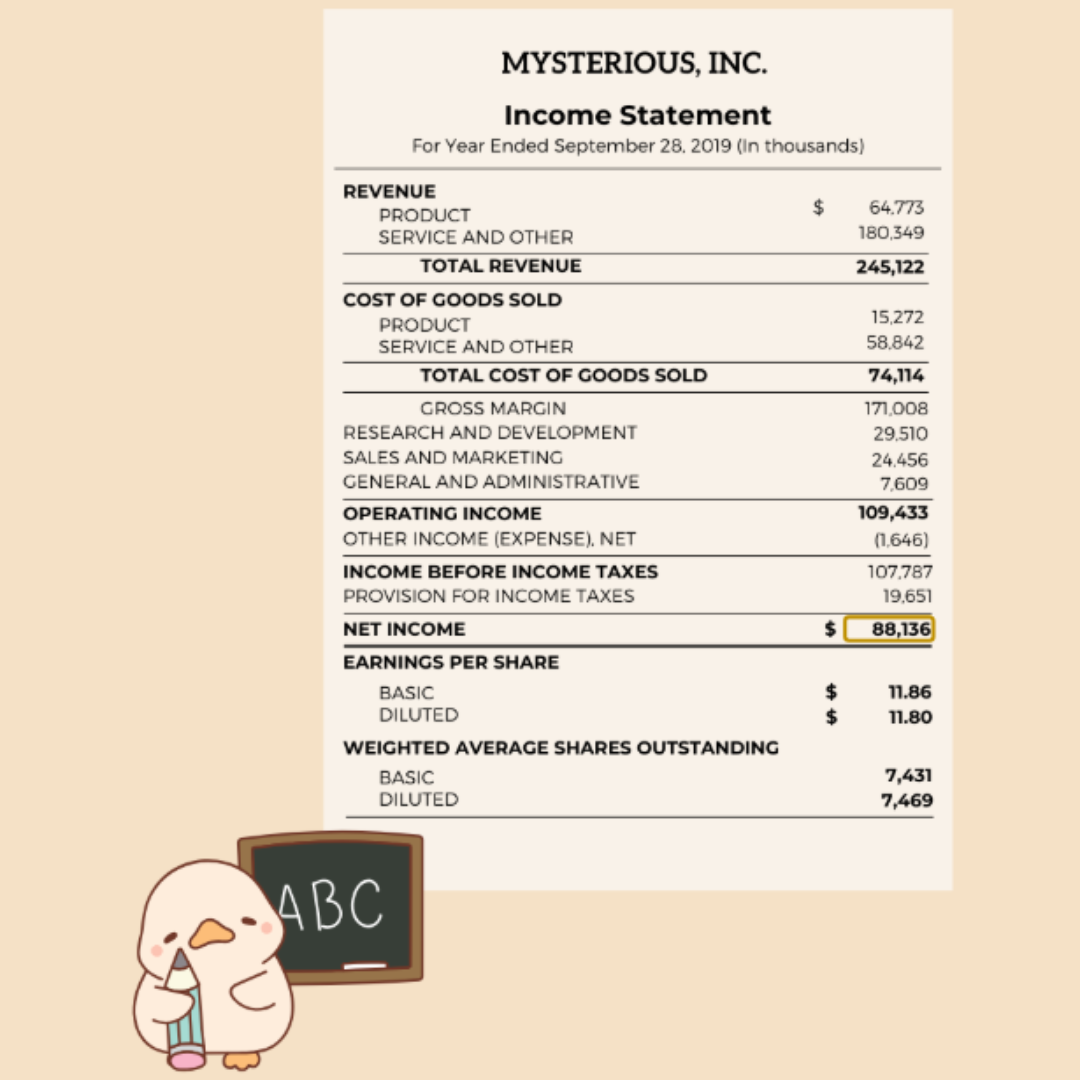 MYSTERIOUS, INC.
Income Statement
For Year Ended September 28, 2019 (In thousands)
REVENUE
PRODUCT $ 64,773
SERVICE AND OTHER 180,349
TOTAL REVENUE 245,122
COST OF GOODS SOLD
PRODUCT 15,272
SERVICE AND OTHER 58,842
TOTAL COST OF GOODS SOLD 74,114
GROSS MARGIN 171,008
RESEARCH AND DEVELOPMENT 29,510
SALES AND MARKETING 24,456
GENERAL AND ADMINISTRATIVE 7,609
OPERATING INCOME 109,433
OTHER INCOME (EXPENSE), NET (1,646)
INCOME BEFORE INCOME TAXES 107,787
PROVISION FOR INCOME TAXES 19,651
NET INCOME $ 88,136
EARNINGS PER SHARE
BASIC $ 11.86
DILUTED $ 11.80
WEIGHTED AVERAGE SHARES OUTSTANDING
BASIC 7,431
DILUTED 7,469
ABC